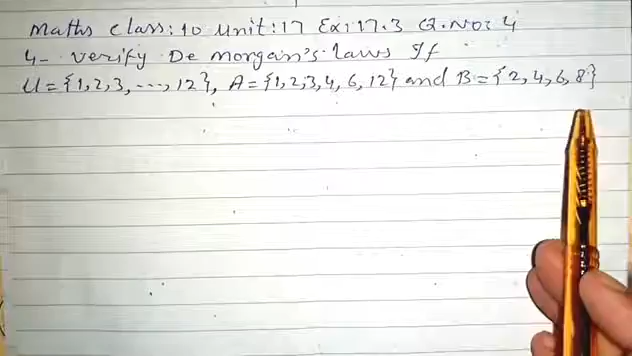 Maths Class:10 Unit:17 Ex:17.3 Q.No:4
4- Verify De Morgan's Laws If
U={1,2,3,---,12}, A={1,2,3,4,6,12} and B={2,4,6,8}